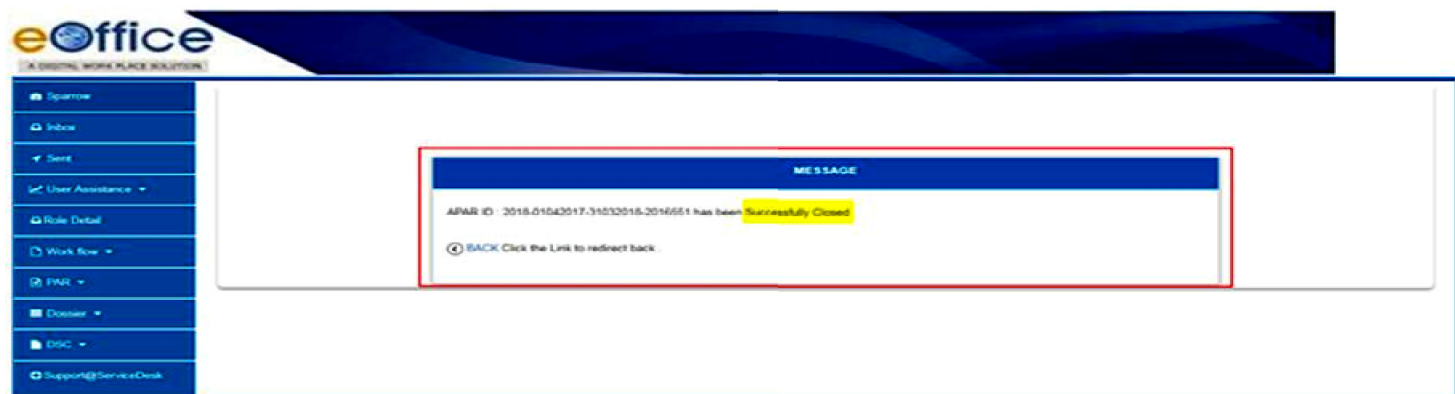 eOffice
A DIGITAL WORK PLACE SOLUTION
Sparrow
Inbox
Sent
User Assistance
Role Detail
Work flow
PAR
Dossier
DSC
Support@ServiceDesk
MESSAGE
APAR ID : 2018-01042017-31032018-2016551 has been Successfully Closed
BACK Click the Link to redirect back .